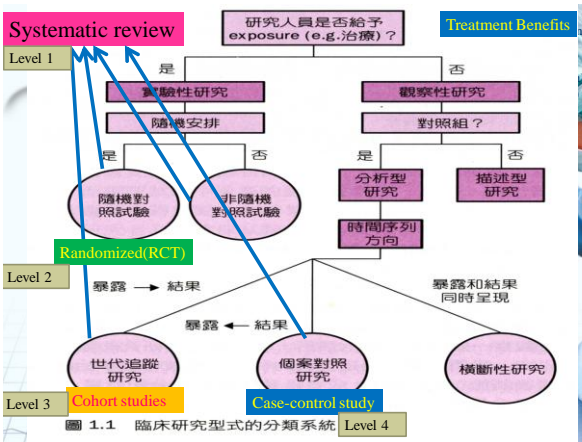 Systematic review
研究人員是否給予
exposure (e.g.治療)？
Treatment Benefits
Level 1
是
否
實驗性研究
觀察性研究
隨機安排
對照組？
是
否
是
否
隨機對
照試驗
非隨機
對照試驗
分析型
研究
描述型
研究
時間序列
方向
Randomized(RCT)
Level 2
暴露 → 結果
暴露 ← 結果
暴露和結果
同時呈現
世代追蹤
研究
個案對照
研究
橫斷性研究
Level 3
Cohort studies
Case-control study
圖 1.1 臨床研究型式的分類系統
Level 4